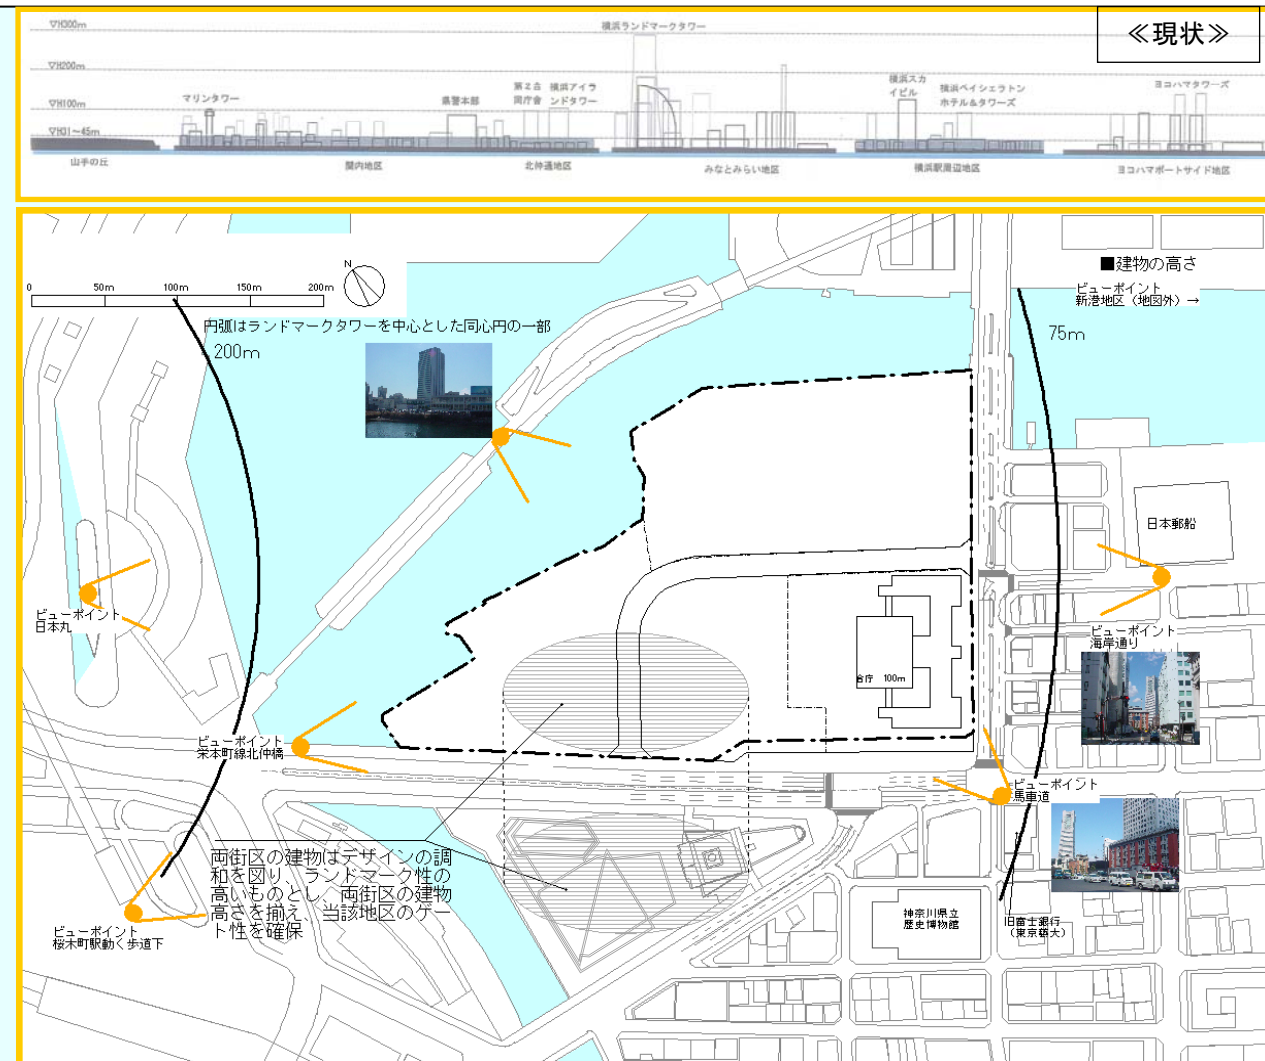 ≪現状≫
▽H300m
▽H200m
▽H100m
▽H31~45m
横浜ランドマークタワー
マリンタワー
県警本部
第2合
同庁舎
横浜アイラ
ンドタワー
横浜スカ
イビル
横浜ベイシェラトン
ホテル&タワーズ
ヨコハマタワーズ
山手の丘
関内地区
北仲通地区
みなとみらい地区
横浜駅周辺地区
ヨコハマポートサイド地区
0 50m 100m 150m 200m
N
円弧はランドマークタワーを中心とした同心円の一部
200m
■建物の高さ
ビューポイント
新港地区(地図外)→
75m
日本郵船
ビューポイント
日本丸
ビューポイント
海岸通り
合庁 100m
ビューポイント
栄本町線北仲橋
ビューポイント
馬車道
両街区の建物はデザインの調
和を図り、ランドマーク性の
高いものとし、両街区の建物
高さを揃え、当該地区のゲー
ト性を確保
ビューポイント
桜木町駅動く歩道下
神奈川県立
歴史博物館
旧富士銀行
(東京藝大)